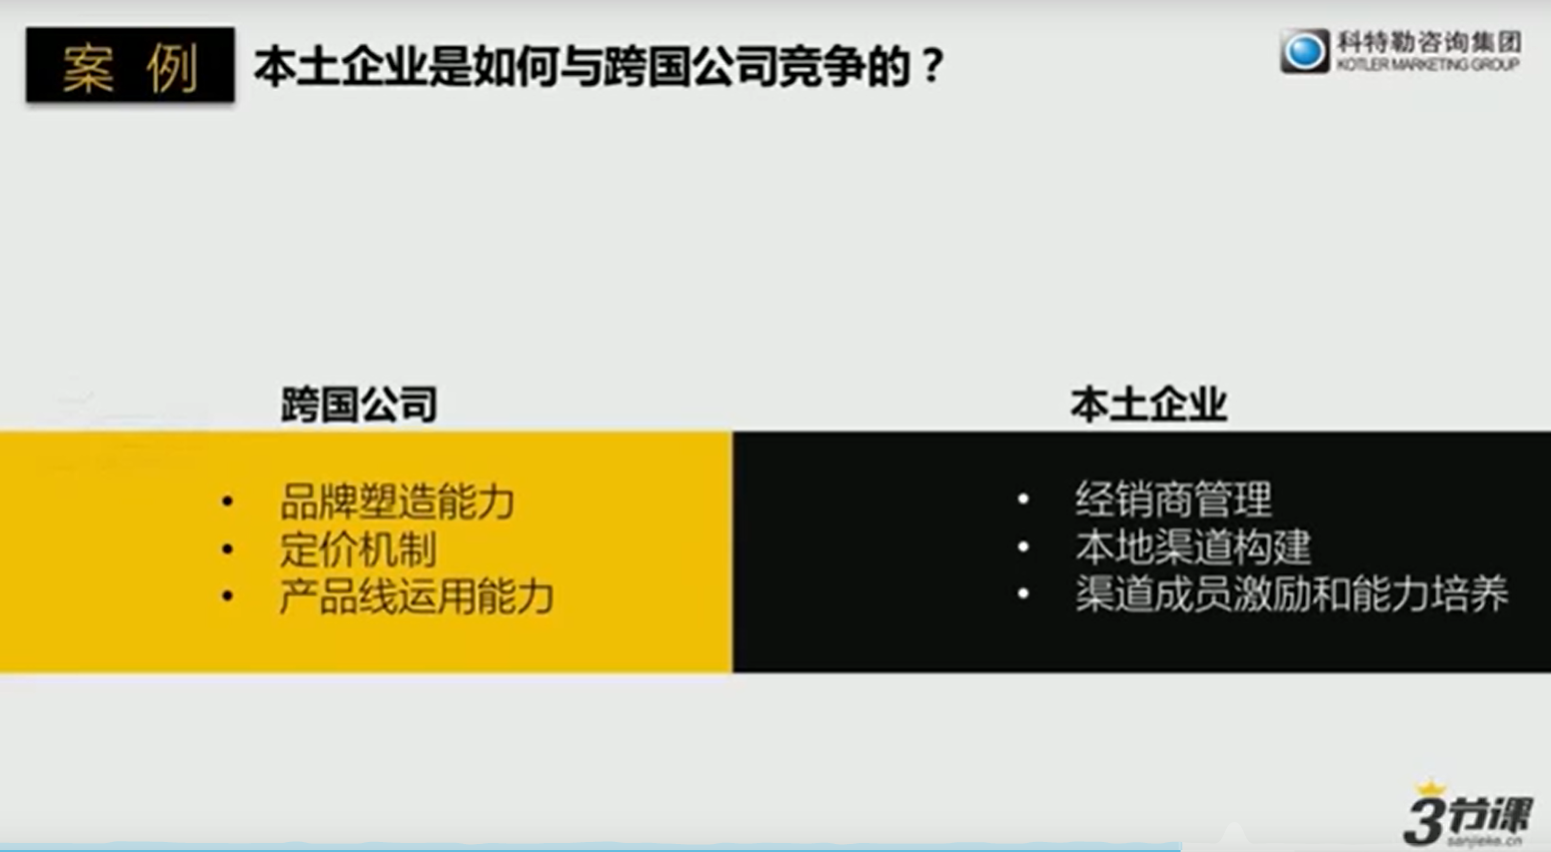 案 例
本土企业是如何与跨国公司竞争的？
科特勒咨询集团
KOTLER MARKETING GROUP
跨国公司
• 品牌塑造能力
• 定价机制
• 产品线运用能力
本土企业
• 经销商管理
• 本地渠道构建
• 渠道成员激励和能力培养
3节课
sanjieke.cn